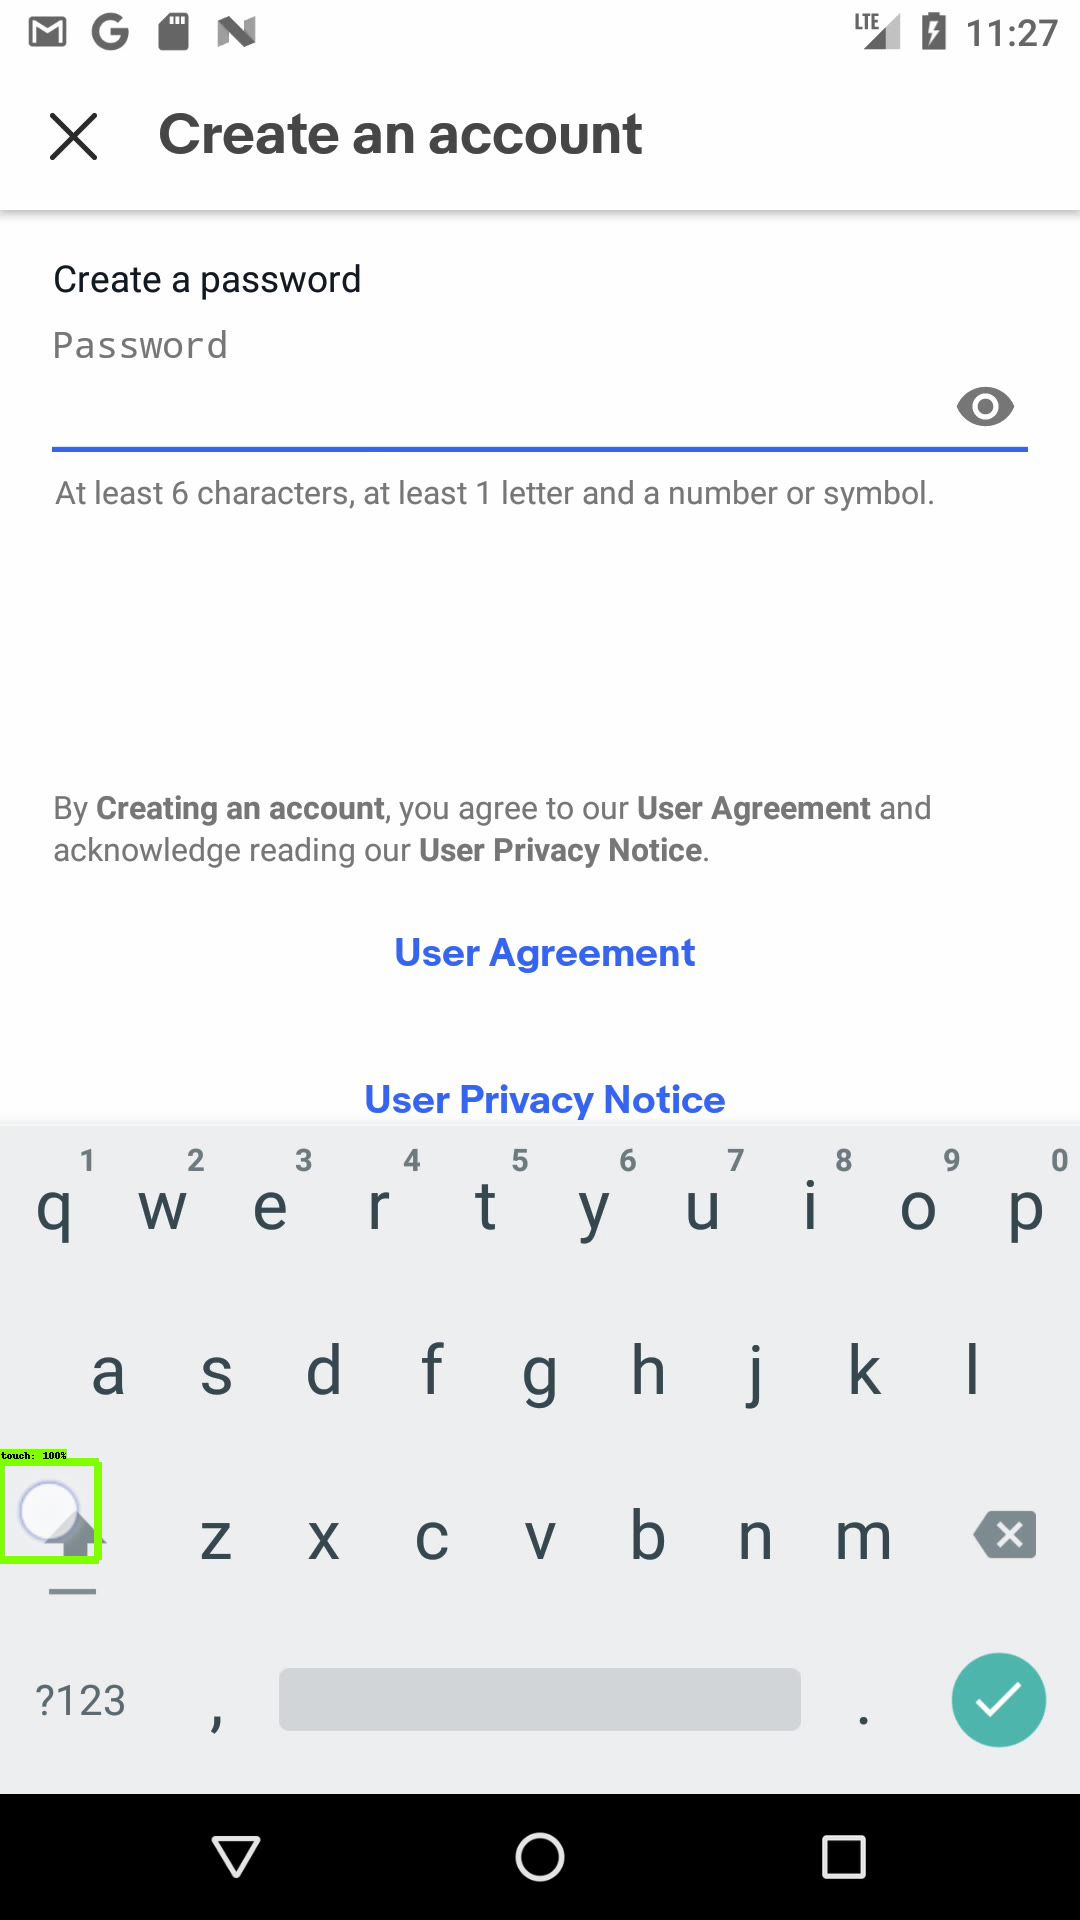 LTE 11:27
Create an account
Create a password
Password
At least 6 characters, at least 1 letter and a number or symbol.
By Creating an account, you agree to our User Agreement and
acknowledge reading our User Privacy Notice.
User Agreement
User Privacy Notice
1 2 3 4 5 6 7 8 9 0
q w e r t y u i o p
a s d f g h j k l
touch: 100%
z x c v b n m
?123 , .